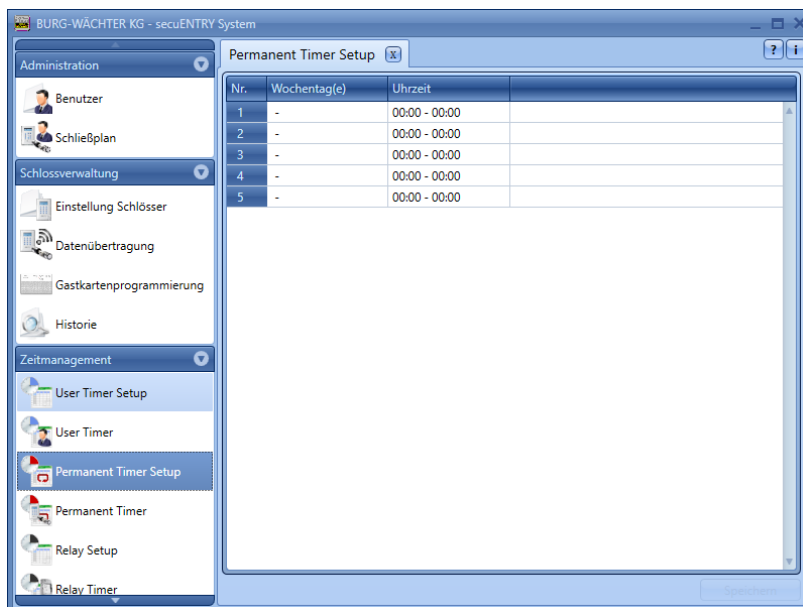 BURG-WÄCHTER KG - secuENTRY System
Administration
Benutzer
Schließplan
Schlossverwaltung
Einstellung Schlösser
Datenübertragung
Gastkartenprogrammierung
Historie
Zeitmanagement
User Timer Setup
User Timer
Permanent Timer Setup
Permanent Timer
Relay Setup
Relay Timer
Permanent Timer Setup x
? i
Nr. Wochentag(e) Uhrzeit
1 - 00:00 - 00:00
2 - 00:00 - 00:00
3 - 00:00 - 00:00
4 - 00:00 - 00:00
5 - 00:00 - 00:00
Speichern